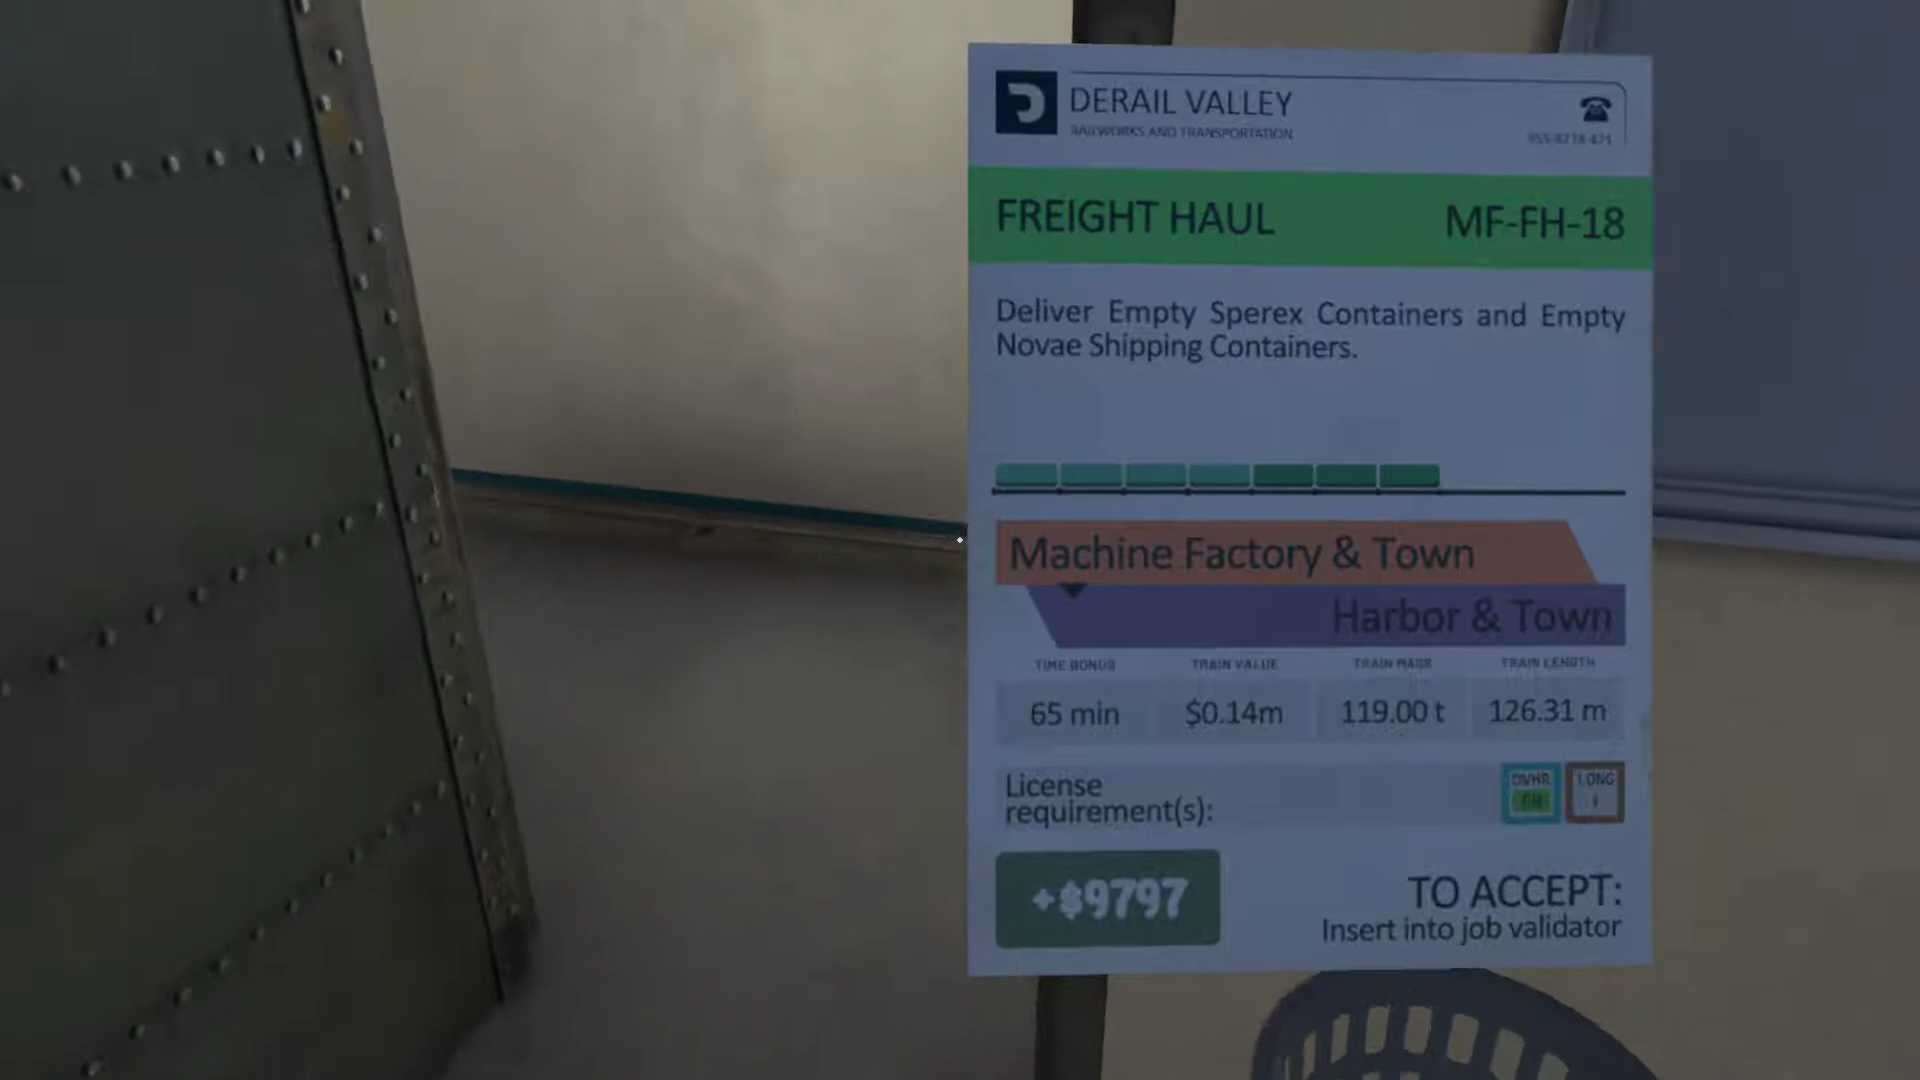 DERAIL VALLEY
RAILWORKS AND TRANSPORTATION
FREIGHT HAUL MF-FH-18
Deliver Empty Sperex Containers and Empty
Novae Shipping Containers.
Machine Factory & Town
Harbor & Town
TIME BONUS TRAIN VALUE TRAIN MASS TRAIN LENGTH
65 min $0.14m 119.00 t 126.31 m
License
requirement(s):
DVHR LONG
FH I
+$9797
TO ACCEPT:
Insert into job validator